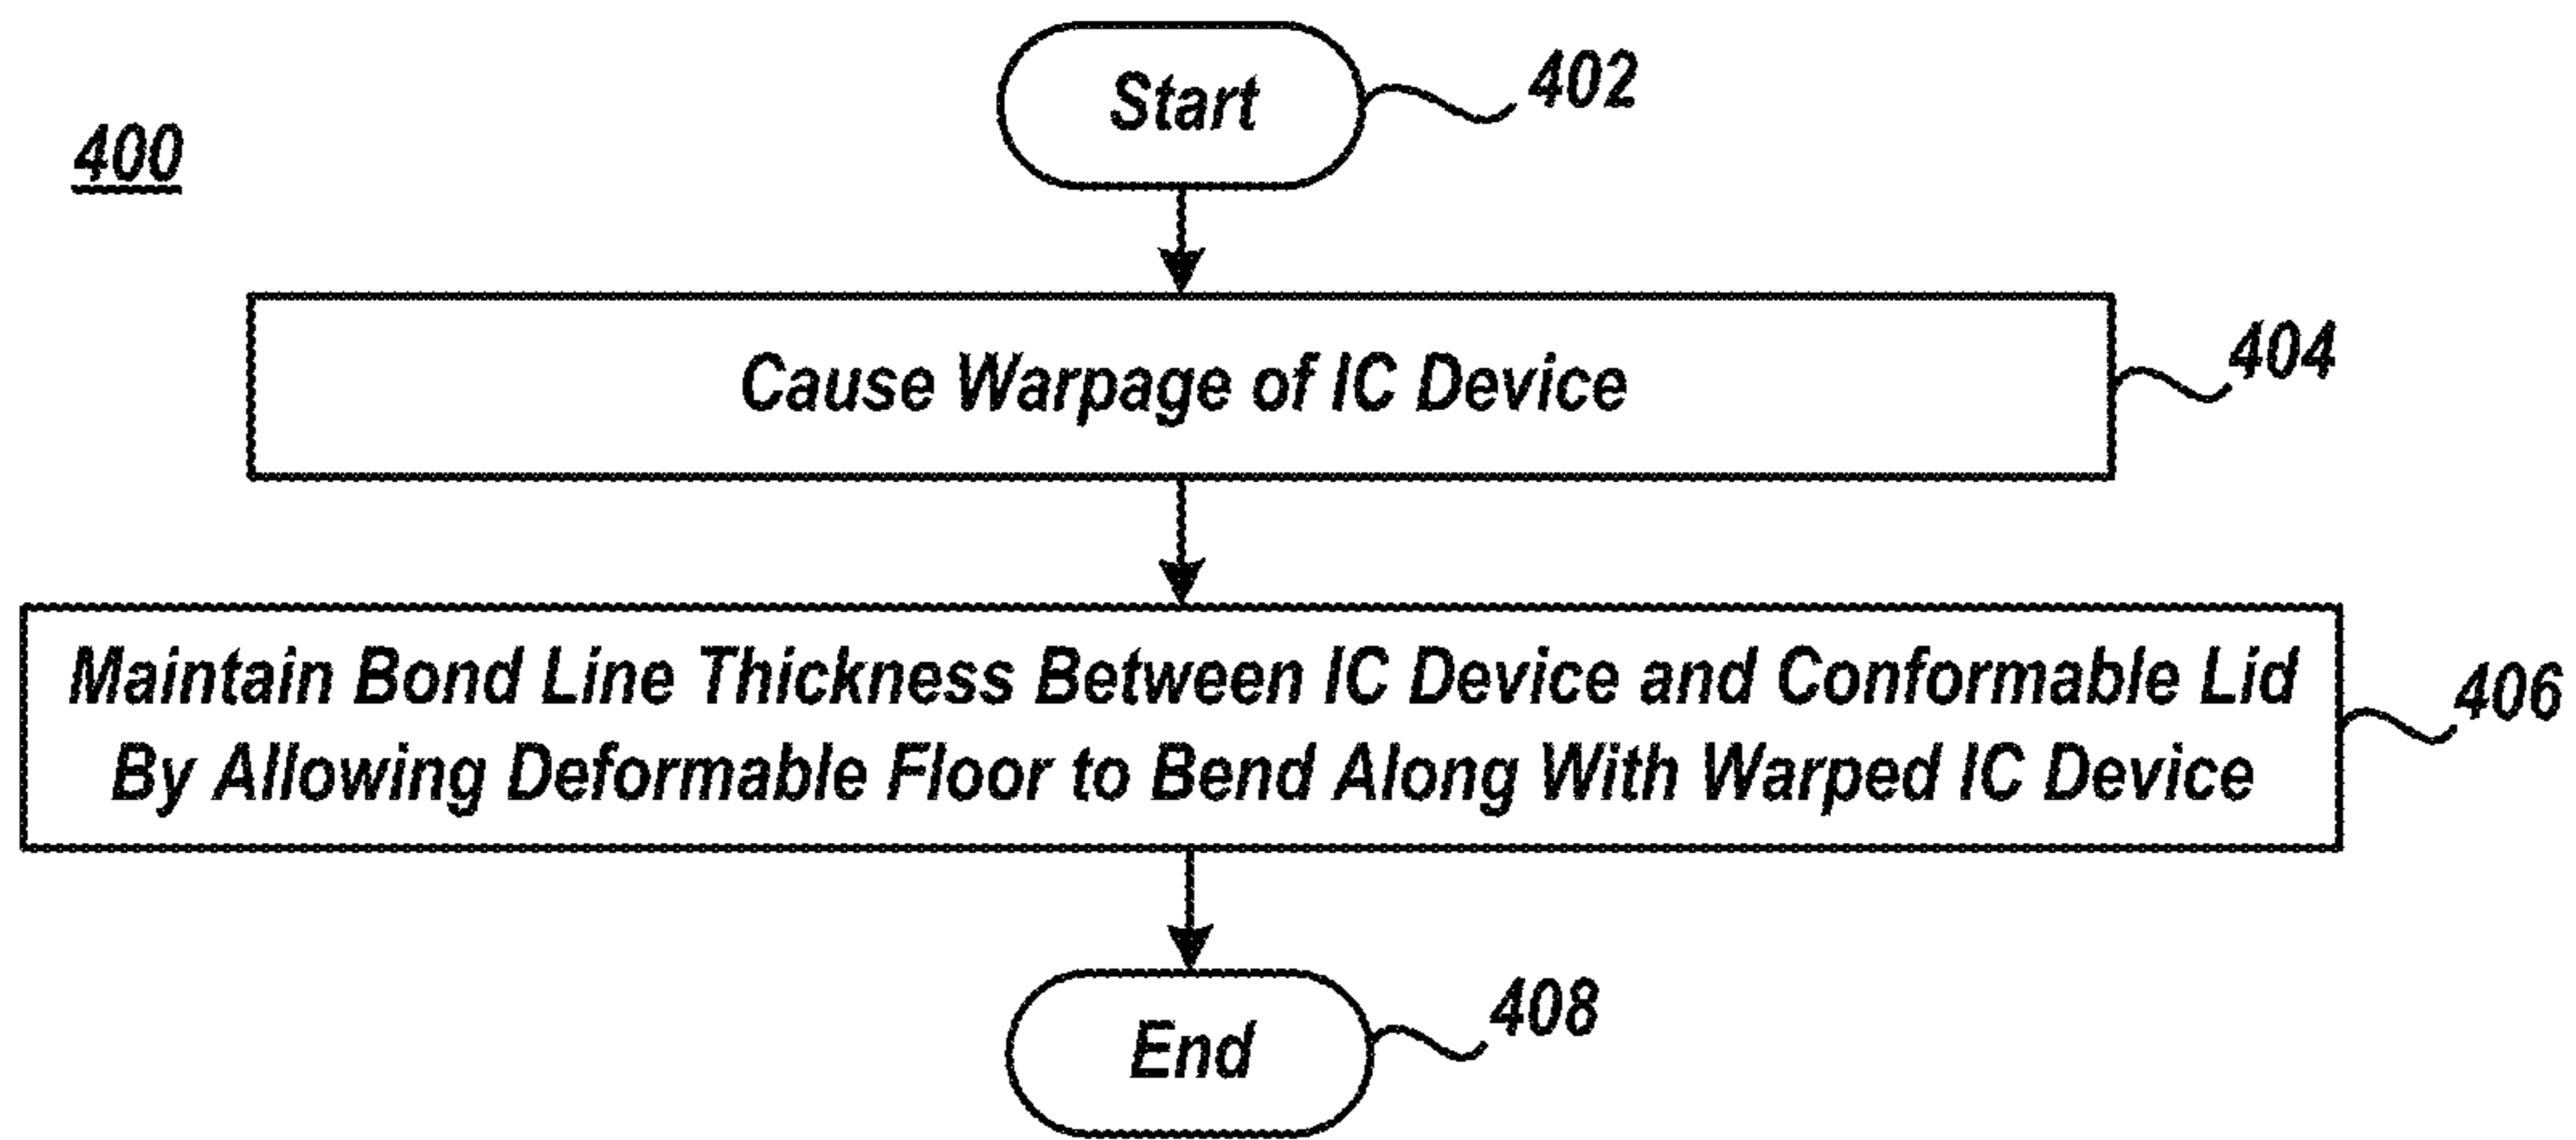 400
Start
402
Cause Warpage of IC Device
404
Maintain Bond Line Thickness Between IC Device and Conformable Lid
By Allowing Deformable Floor to Bend Along With Warped IC Device
406
End
408